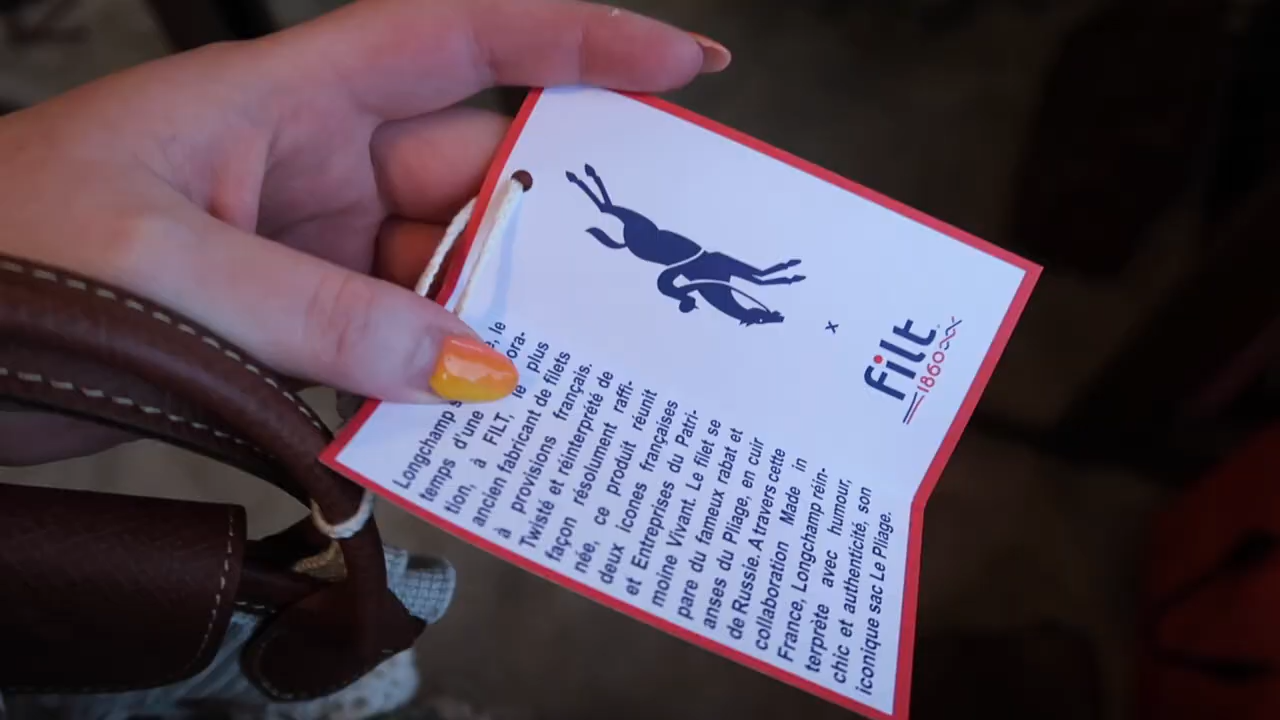 x
filt
1860
Longchamp
, le
temps d'une
ora-
tion, à FILT, le plus
ancien fabricant de filets
à provisions français.
Twisté et réinterprété de
façon résolument raffi-
née, ce produit réunit
deux icones françaises
et Entreprises du Patri-
moine Vivant. Le filet se
pare du fameux rabat et
anses du Pliage, en cuir
de Russie. A travers cette
collaboration Made in
France, Longchamp réin-
terprète avec humour,
chic et authenticité, son
iconique sac Le Pliage.